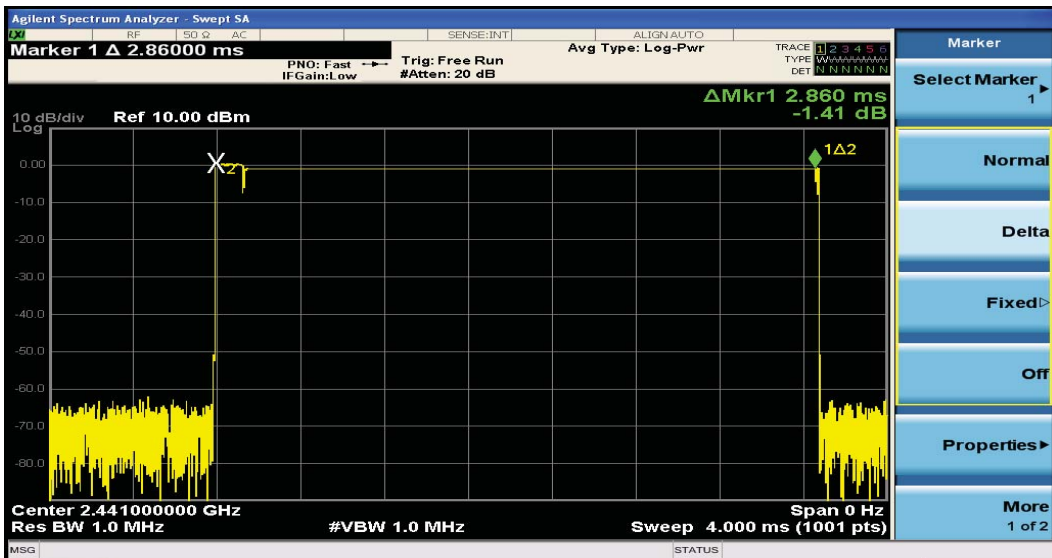 Agilent Spectrum Analyzer - Swept SA
LXI RF 50 Ω AC SENSE:INT ALIGN AUTO
Marker 1 Δ 2.86000 ms
PNO: Fast
IFGain:Low
Trig: Free Run
#Atten: 20 dB
Avg Type: Log-Pwr
TRACE 1 2 3 4 5 6
TYPE WWWWWW
DET N N N N N N
ΔMkr1 2.860 ms
-1.41 dB
10 dB/div Ref 10.00 dBm
Log
0.00
-10.0
-20.0
-30.0
-40.0
-50.0
-60.0
-70.0
-80.0
X2
1Δ2
Center 2.441000000 GHz Span 0 Hz
Res BW 1.0 MHz #VBW 1.0 MHz Sweep 4.000 ms (1001 pts)
MSG STATUS
Marker
Select Marker
1
Normal
Delta
Fixed
Off
Properties
More
1 of 2